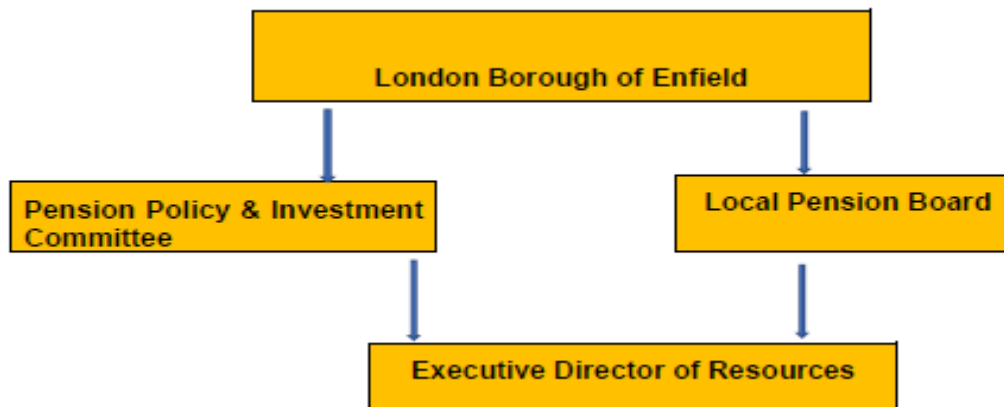 London Borough of Enfield
Pension Policy & Investment
Committee
Local Pension Board
Executive Director of Resources